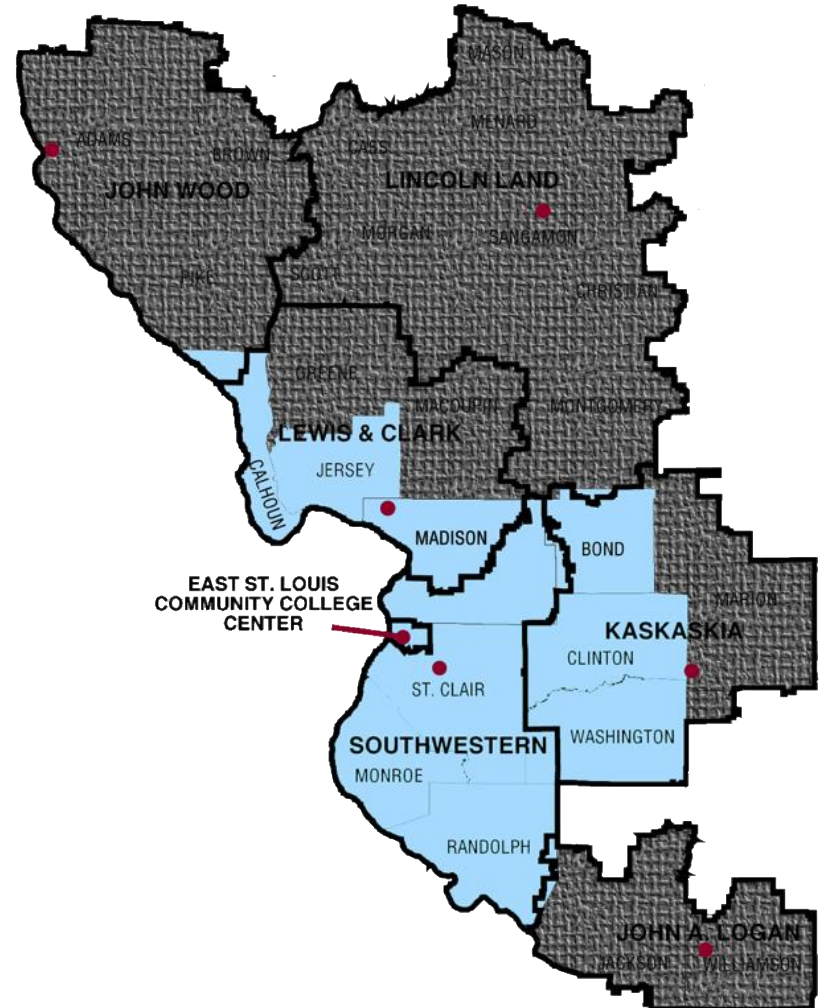 MASON
MENARD
ADAMS
BROWN
CASS
JOHN WOOD
LINCOLN LAND
MORGAN
SANGAMON
PIKE
SCOTT
CHRISTIAN
GREENE
MACOUPIN
MONTGOMERY
LEWIS & CLARK
JERSEY
CALHOUN
MADISON
BOND
EAST ST. LOUIS
COMMUNITY COLLEGE
CENTER
MARION
KASKASKIA
CLINTON
ST. CLAIR
WASHINGTON
SOUTHWESTERN
MONROE
RANDOLPH
JOHN A. LOGAN
JACKSON
WILLIAMSON